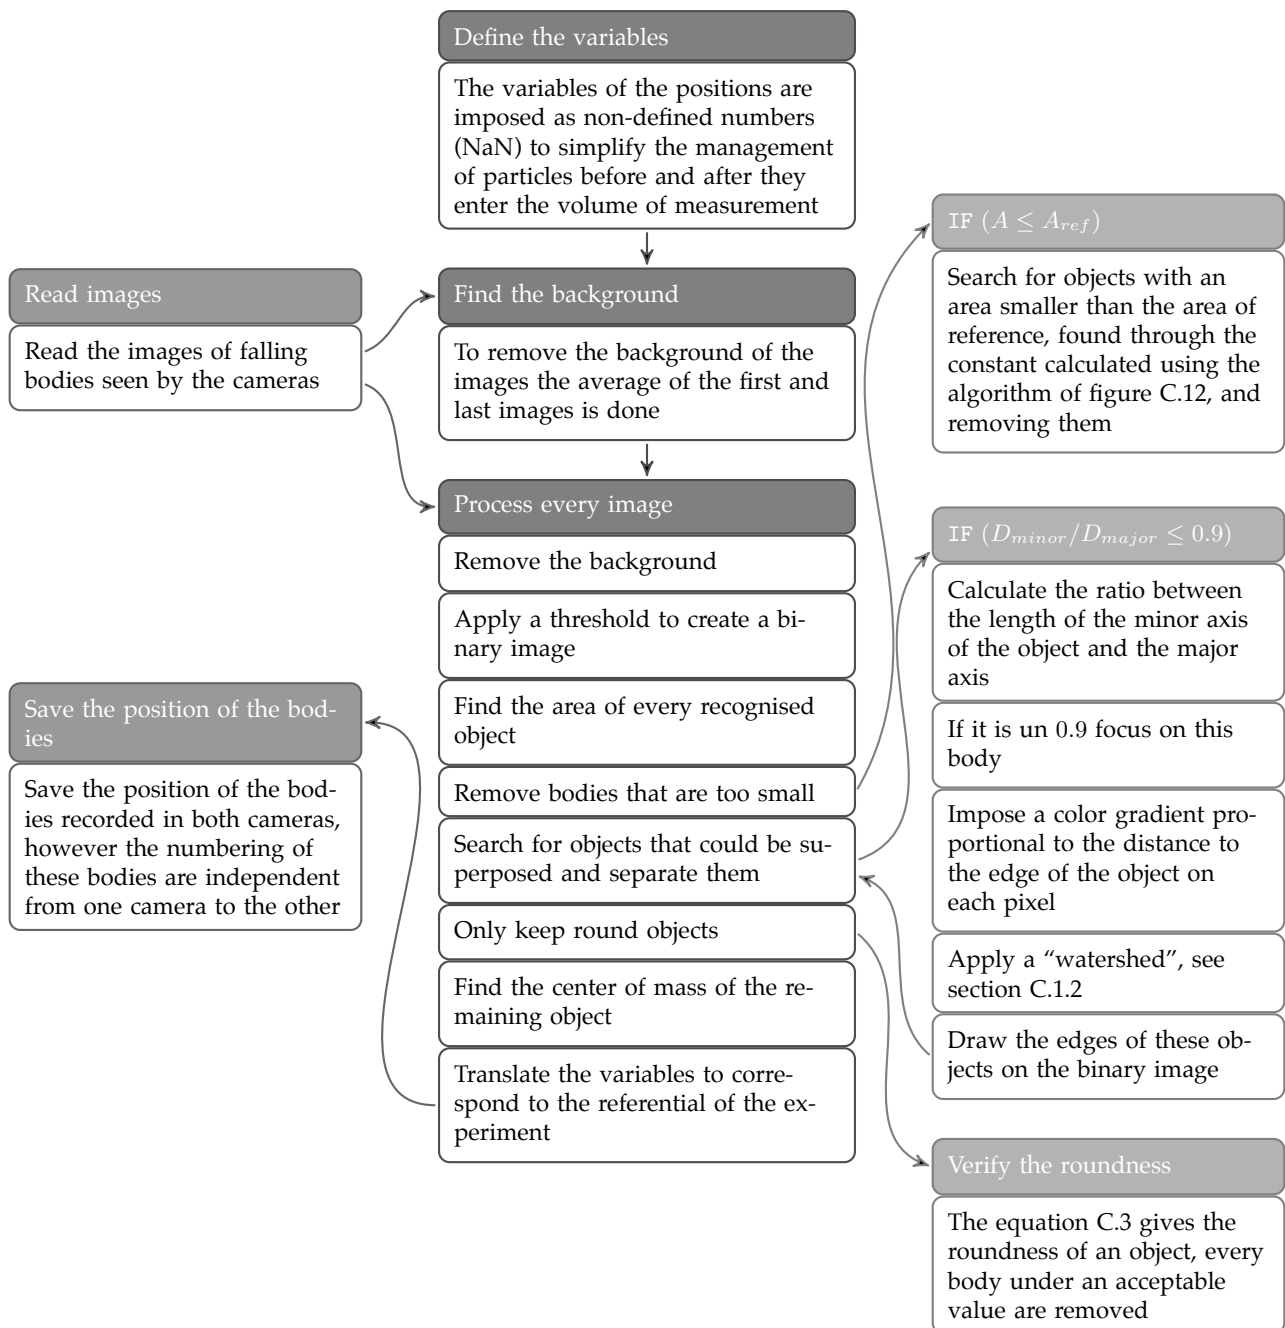 Define the variables
The variables of the positions are
imposed as non-defined numbers
(NaN) to simplify the management
of particles before and after they
enter the volume of measurement
Read images
Read the images of falling
bodies seen by the cameras
Find the background
To remove the background of the
images the average of the first and
last images is done
Process every image
Remove the background
Apply a threshold to create a bi-
nary image
Find the area of every recognised
object
Remove bodies that are too small
Search for objects that could be su-
perposed and separate them
Only keep round objects
Find the center of mass of the re-
maining object
Translate the variables to corre-
spond to the referential of the ex-
periment
Save the position of the bod-
ies
Save the position of the bod-
ies recorded in both cameras,
however the numbering of
these bodies are independent
from one camera to the other
IF (A ≤ A_ref)
Search for objects with an
area smaller than the area of
reference, found through the
constant calculated using the
algorithm of figure C.12, and
removing them
IF (D_minor/D_major ≤ 0.9)
Calculate the ratio between
the length of the minor axis
of the object and the major
axis
If it is un 0.9 focus on this
body
Impose a color gradient pro-
portional to the distance to
the edge of the object on
each pixel
Apply a “watershed”, see
section C.1.2
Draw the edges of these ob-
jects on the binary image
Verify the roundness
The equation C.3 gives the
roundness of an object, every
body under an acceptable
value are removed